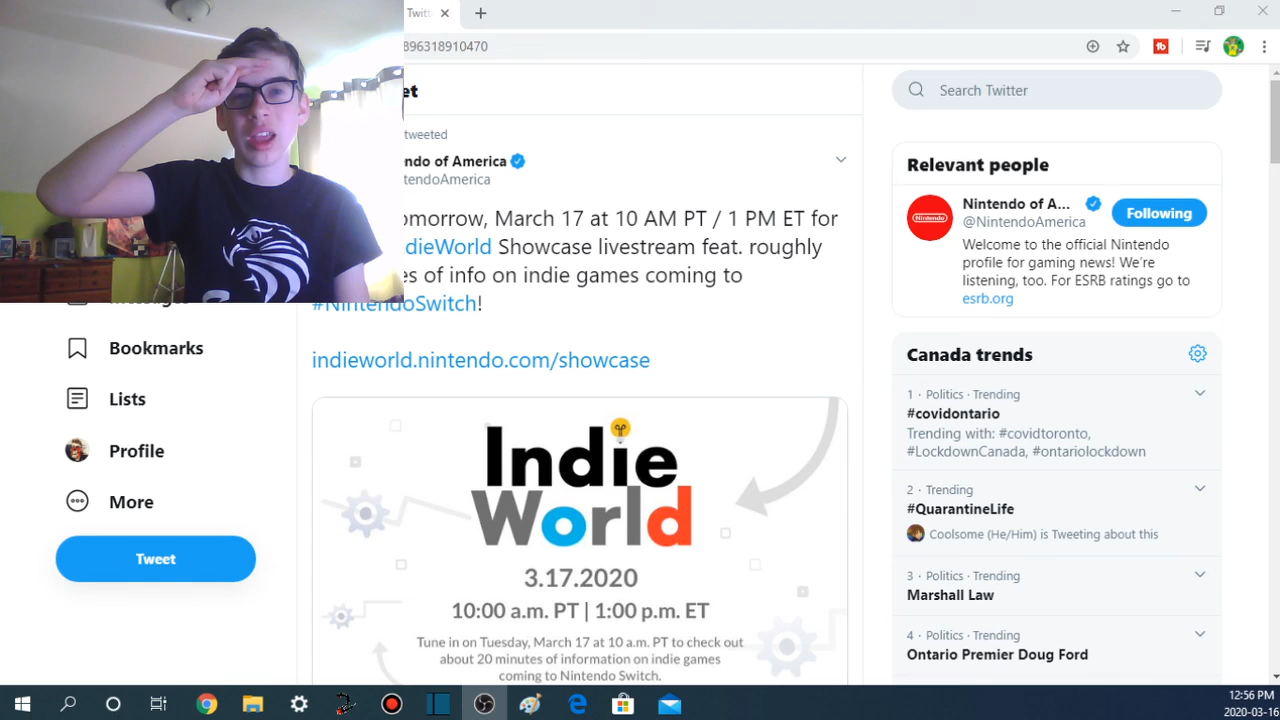 Twitt
896318910470
et
Search Twitter
tweeted
ndo of America
tendoAmerica
omorrow, March 17 at 10 AM PT / 1 PM ET for
dieWorld Showcase livestream feat. roughly
es of info on indie games coming to
#NintendoSwitch!
indieworld.nintendo.com/showcase
Indie
World
3.17.2020
10:00 a.m. PT | 1:00 p.m. ET
Tune in on Tuesday, March 17 at 10 a.m. PT to check out
about 20 minutes of information on indie games
coming to Nintendo Switch.
Messages
Bookmarks
Lists
Profile
More
Tweet
Relevant people
Nintendo of A...
@NintendoAmerica
Following
Nintendo
Welcome to the official Nintendo
profile for gaming news! We're
listening, too. For ESRB ratings go to
esrb.org
Canada trends
1 · Politics · Trending
#covidontario
Trending with: #covidtoronto,
#LockdownCanada, #ontariolockdown
2 · Trending
#QuarantineLife
Coolsome (He/Him) is Tweeting about this
3 · Politics · Trending
Marshall Law
4 · Politics · Trending
Ontario Premier Doug Ford
12:56 PM
2020-03-16